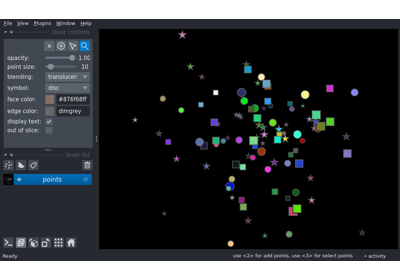 File View Plugins Window Help
layer controls
opacity: 1.00
point size: 10
blending: translucen
symbol: disc
face color: #876f68ff
edge color: dimgrey
display text: ✓
out of slice:
layer list
points
Ready use <2> for add points, use <3> for select points activity